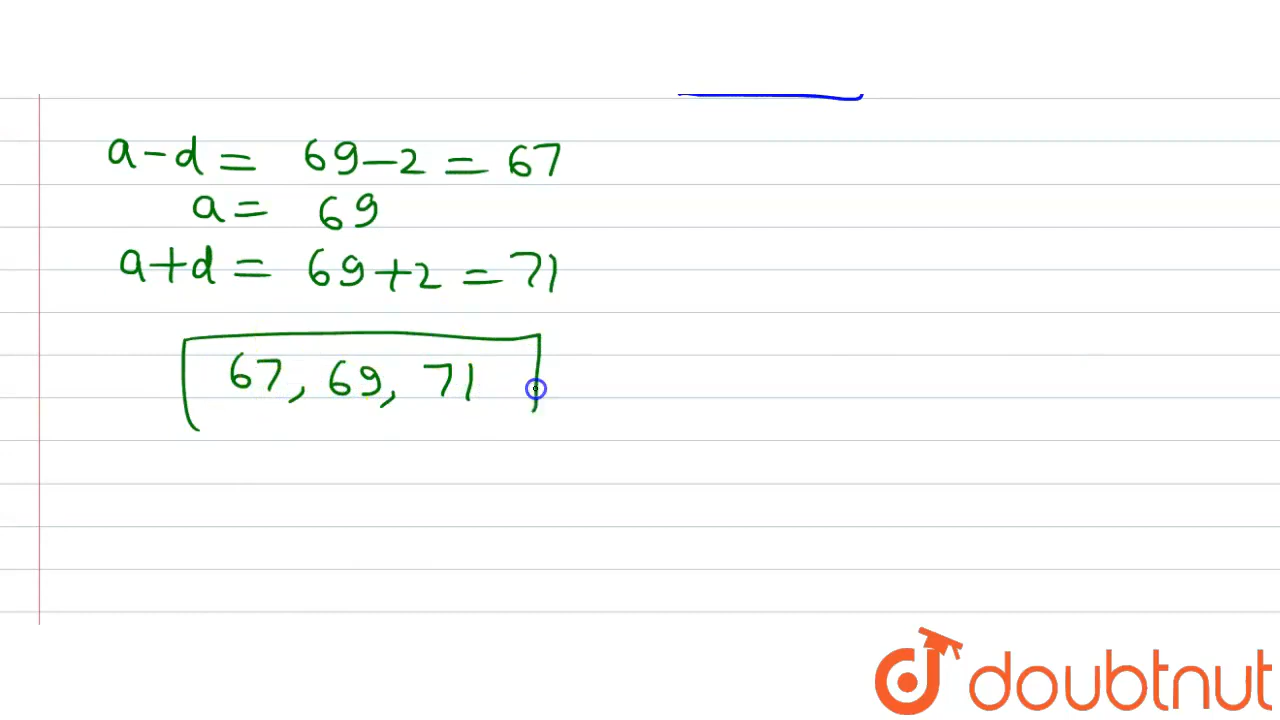 a-d = 69-2 = 67
a = 69
a+d = 69+2 = 71
67, 69, 71
doubtnut